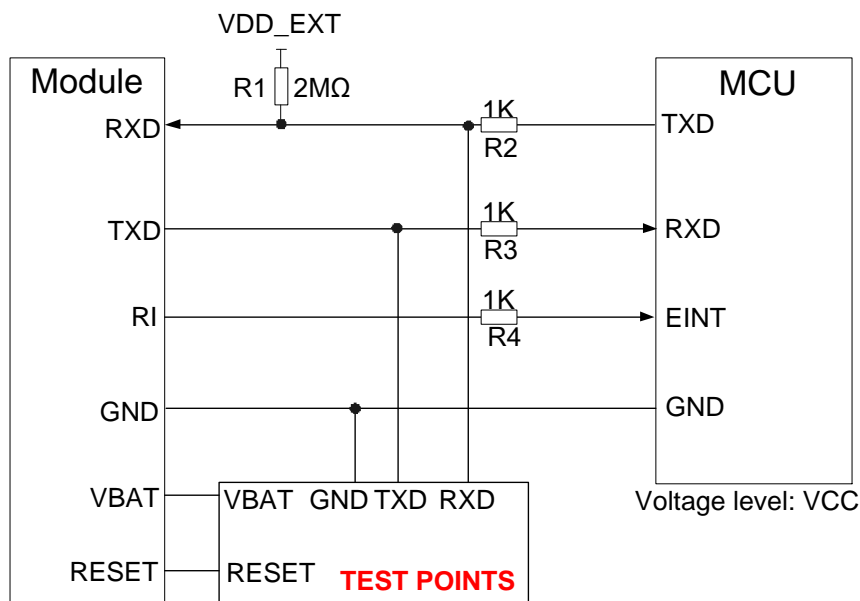 VDD_EXT
Module
MCU
R1 2MΩ
RXD
1K
R2
TXD
TXD
1K
R3
RXD
RI
1K
R4
EINT
GND
GND
VBAT
VBAT GND TXD RXD
Voltage level: VCC
RESET
RESET
TEST POINTS